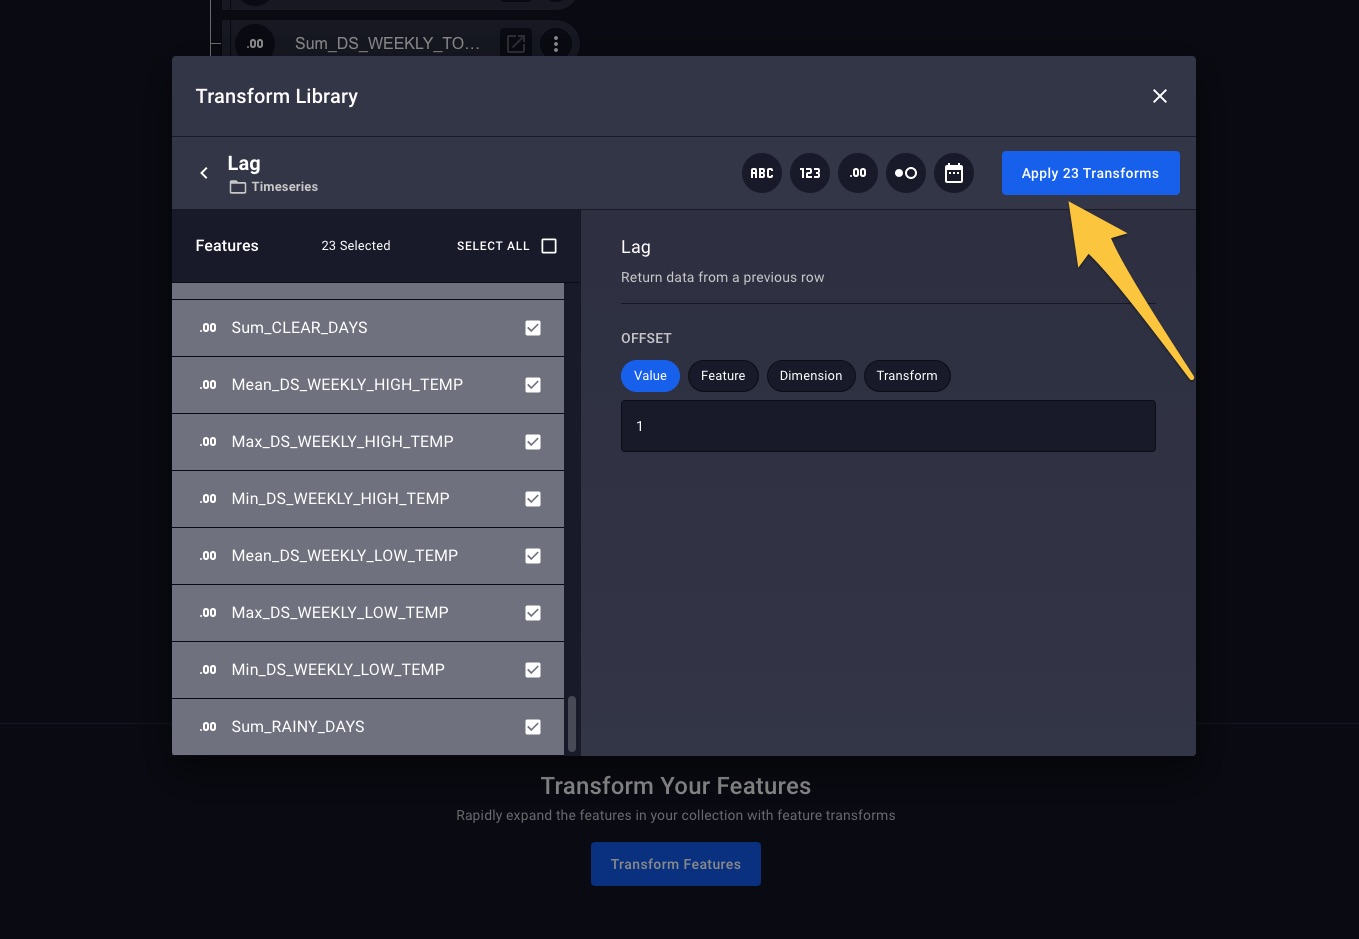 .00 Sum_DS_WEEKLY_TO...
Transform Library
Lag
Timeseries
ABC 123 .00
Apply 23 Transforms
Features 23 Selected SELECT ALL
.00 Sum_CLEAR_DAYS
.00 Mean_DS_WEEKLY_HIGH_TEMP
.00 Max_DS_WEEKLY_HIGH_TEMP
.00 Min_DS_WEEKLY_HIGH_TEMP
.00 Mean_DS_WEEKLY_LOW_TEMP
.00 Max_DS_WEEKLY_LOW_TEMP
.00 Min_DS_WEEKLY_LOW_TEMP
.00 Sum_RAINY_DAYS
Lag
Return data from a previous row
OFFSET
Value Feature Dimension Transform
1
Transform Your Features
Rapidly expand the features in your collection with feature transforms
Transform Features